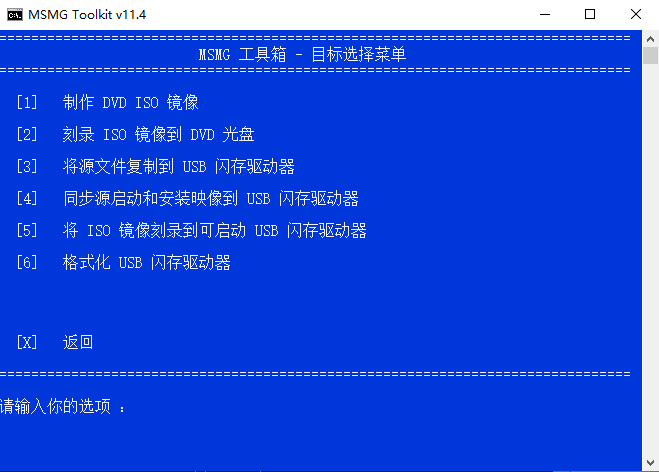 MSMG Toolkit v11.4
===============================================================================
MSMG 工具箱 - 目标选择菜单
===============================================================================
[1] 制作 DVD ISO 镜像
[2] 刻录 ISO 镜像到 DVD 光盘
[3] 将源文件复制到 USB 闪存驱动器
[4] 同步源启动和安装映像到 USB 闪存驱动器
[5] 将 ISO 镜像刻录到可启动 USB 闪存驱动器
[6] 格式化 USB 闪存驱动器
[X] 返回
===============================================================================
请输入你的选项 ：